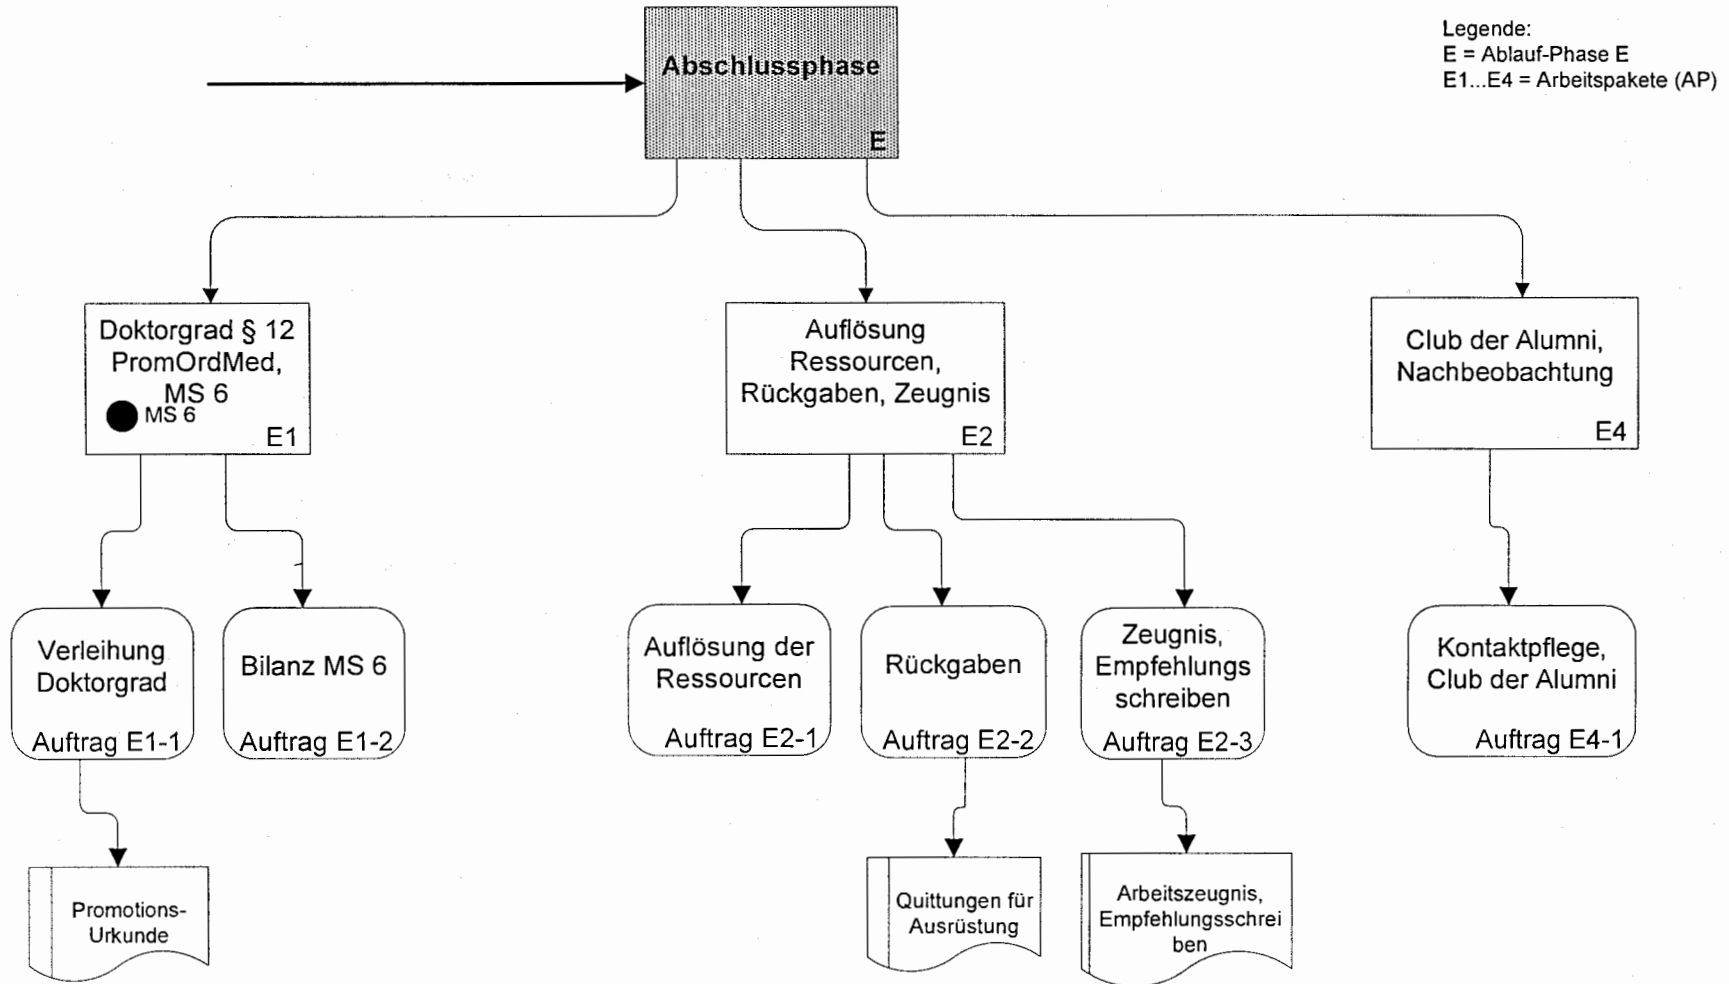 Legende:
E = Ablauf-Phase E
E1...E4 = Arbeitspakete (AP)
Abschlussphase
E
Doktorgrad § 12
PromOrdMed,
MS 6
MS 6
E1
Auflösung
Ressourcen,
Rückgaben, Zeugnis
E2
Club der Alumni,
Nachbeobachtung
E4
Verleihung
Doktorgrad
Auftrag E1-1
Bilanz MS 6
Auftrag E1-2
Auflösung der
Ressourcen
Auftrag E2-1
Rückgaben
Auftrag E2-2
Zeugnis,
Empfehlungs
schreiben
Auftrag E2-3
Kontaktpflege,
Club der Alumni
Auftrag E4-1
Promotions-
Urkunde
Quittungen für
Ausrüstung
Arbeitszeugnis,
Empfehlungsschrei
ben